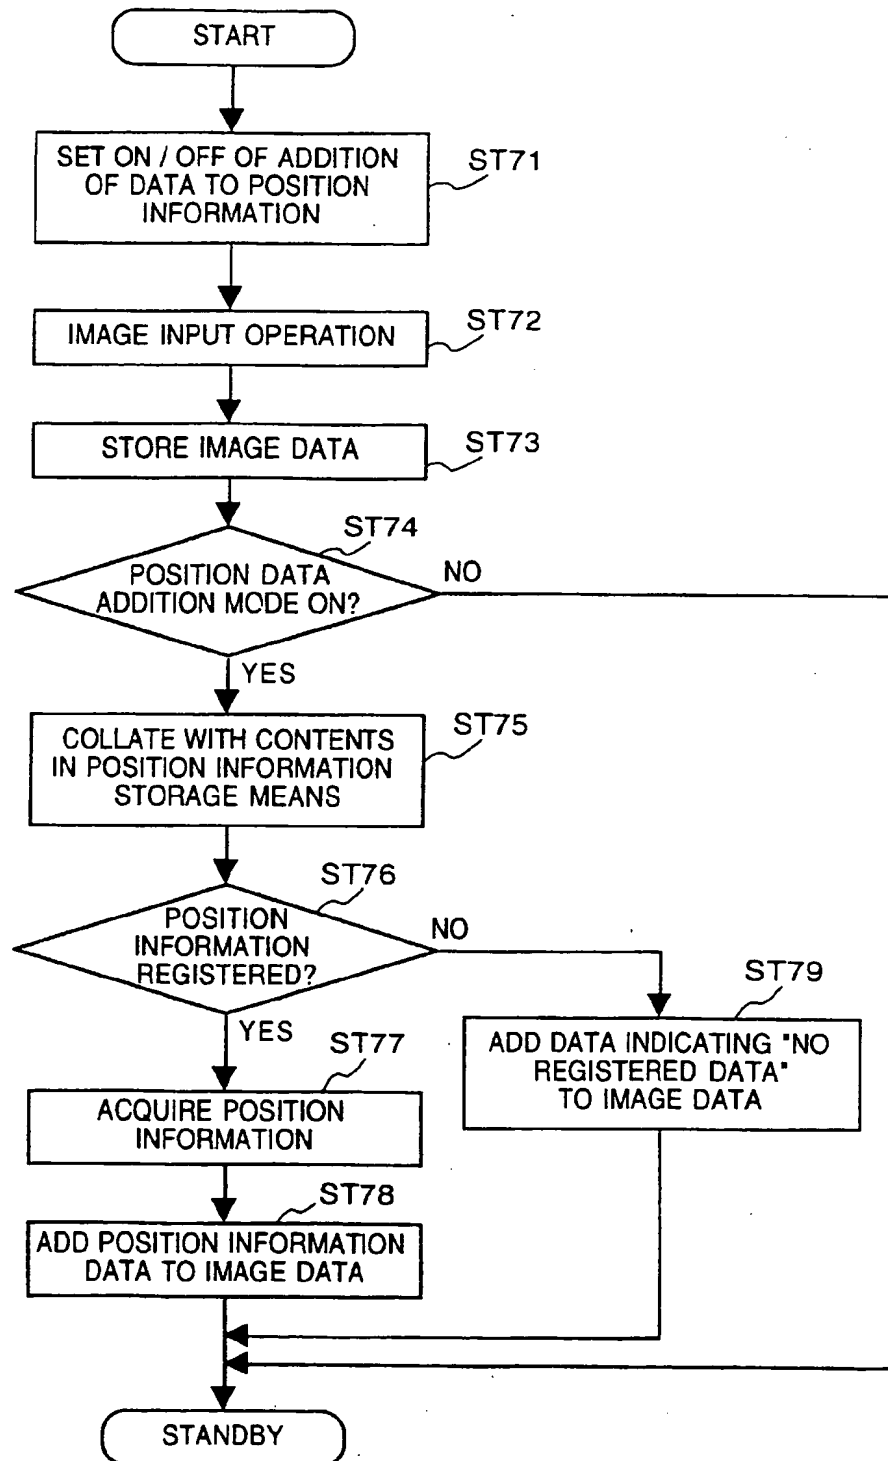 START
SET ON / OFF OF ADDITION
OF DATA TO POSITION
INFORMATION
ST71
IMAGE INPUT OPERATION
ST72
STORE IMAGE DATA
ST73
ST74
POSITION DATA
ADDITION MODE ON?
NO
YES
COLLATE WITH CONTENTS
IN POSITION INFORMATION
STORAGE MEANS
ST75
ST76
POSITION
INFORMATION
REGISTERED?
NO
YES
ST79
ADD DATA INDICATING "NO
REGISTERED DATA"
TO IMAGE DATA
ST77
ACQUIRE POSITION
INFORMATION
ST78
ADD POSITION INFORMATION
DATA TO IMAGE DATA
STANDBY